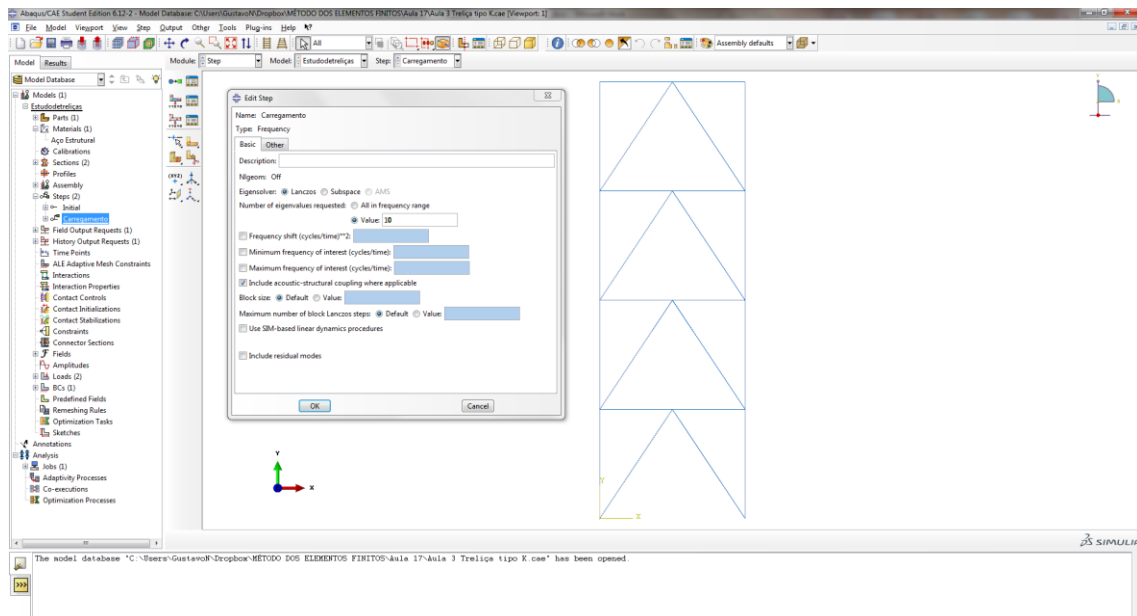 Abaqus/CAE Student Edition 6.12-2 - Model Database: C:\Users\GustavoN\Dropbox\MÉTODO DOS ELEMENTOS FINITOS\Aula 17\Aula 3 Treliça tipo K.cae [Viewport: 1]
File Model Viewport View Step Output Other Tools Plug-ins Help
All
Assembly defaults
Model Results Module: Step Model: Estudodetreliças Step: Carregamento
Model Database
Models (1)
Estudodetreliças
Parts (1)
Materials (1)
Aço Estrutural
Calibrations
Sections (2)
Profiles
Assembly
Steps (2)
Initial
Carregamento
Field Output Requests (1)
History Output Requests (1)
Time Points
ALE Adaptive Mesh Constraints
Interactions
Interaction Properties
Contact Controls
Contact Initializations
Contact Stabilizations
Constraints
Connector Sections
Fields
Amplitudes
Loads (2)
BCs (1)
Predefined Fields
Remeshing Rules
Optimization Tasks
Sketches
Annotations
Analysis
Jobs (1)
Adaptivity Processes
Co-executions
Optimization Processes
(XYZ)
Edit Step
Name: Carregamento
Type: Frequency
Basic Other
Description:
Nlgeom: Off
Eigensolver: Lanczos Subspace AMS
Number of eigenvalues requested: All in frequency range
Value: 10
Frequency shift (cycles/time)**2:
Minimum frequency of interest (cycles/time):
Maximum frequency of interest (cycles/time):
Include acoustic-structural coupling where applicable
Block size: Default Value:
Maximum number of block Lanczos steps: Default Value:
Use SIM-based linear dynamics procedures
Include residual modes
OK Cancel
Y
X
Y
X
SIMULIA
The model database "C:\Users\GustavoN\Dropbox\MÉTODO DOS ELEMENTOS FINITOS\Aula 17\Aula 3 Treliça tipo K.cae" has been opened.
>>>